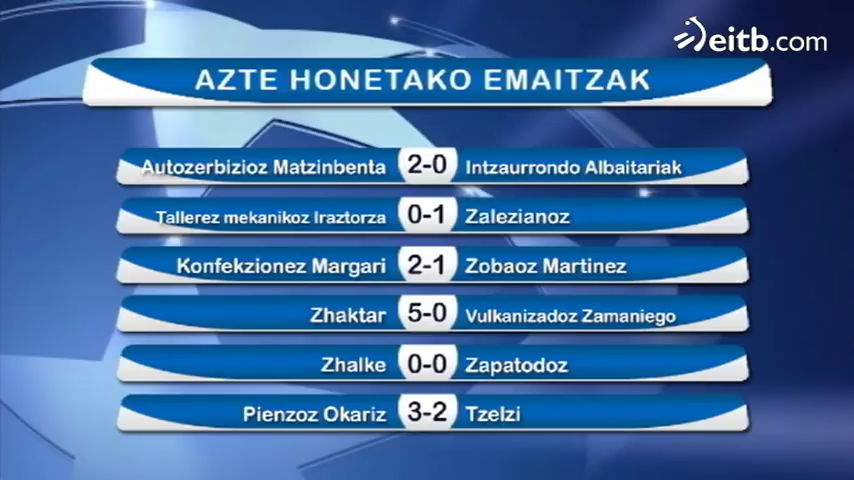 eitb.com
AZTE HONETAKO EMAITZAK
Autozerbizioz Matzinbenta 2-0 Intzaurrondo Albaitariak
Tallerez mekanikoz Iraztorza 0-1 Zalezianoz
Konfekzionez Margari 2-1 Zobaoz Martinez
Zhaktar 5-0 Vulkanizadoz Zamaniego
Zhalke 0-0 Zapatodoz
Pienzoz Okariz 3-2 Tzelzi